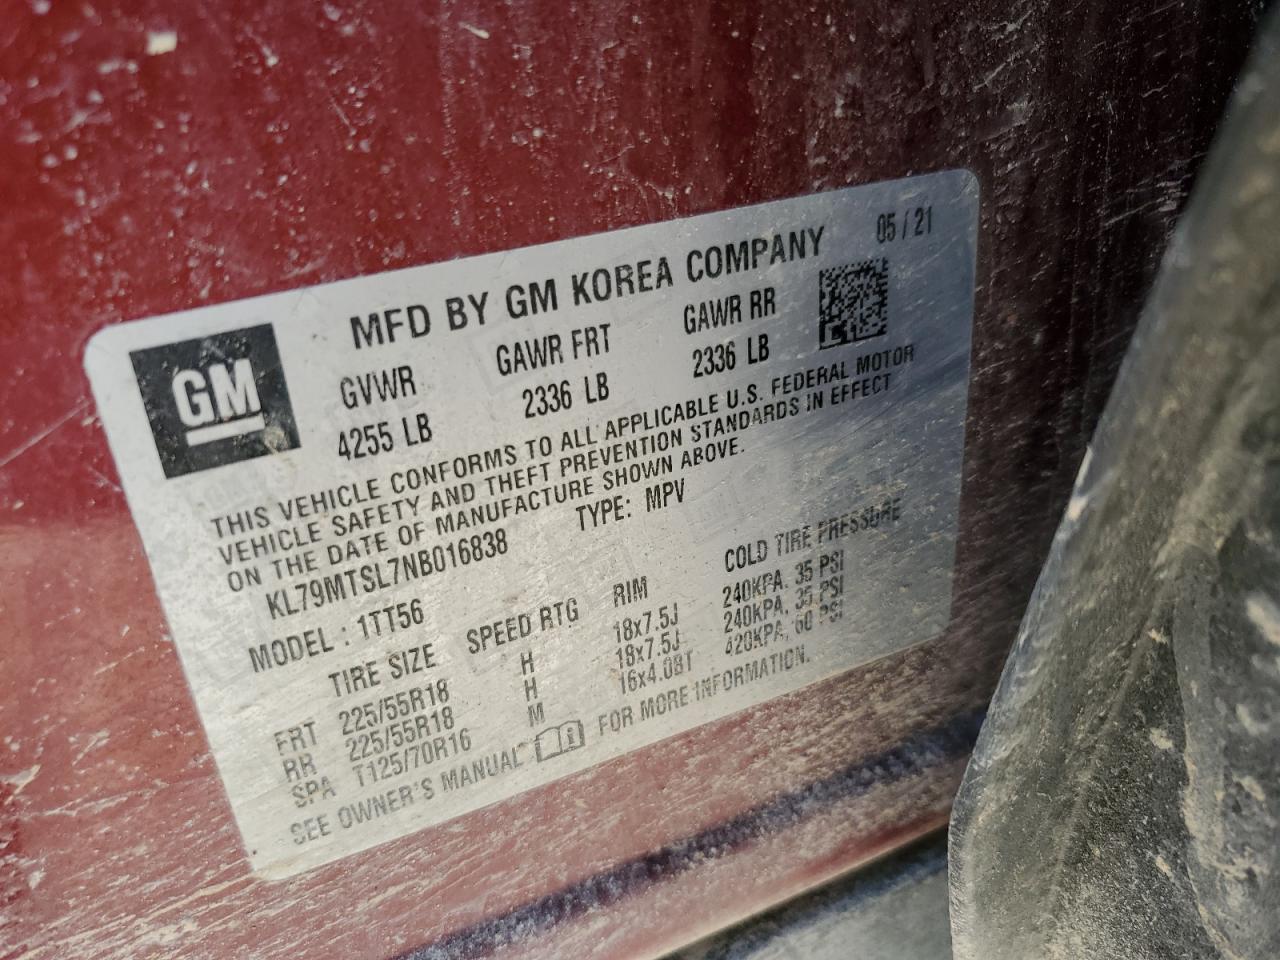 MFD BY GM KOREA COMPANY 05 / 21
GM
GVWR GAWR FRT GAWR RR
4255 LB 2336 LB 2336 LB
THIS VEHICLE CONFORMS TO ALL APPLICABLE U.S. FEDERAL MOTOR
VEHICLE SAFETY AND THEFT PREVENTION STANDARDS IN EFFECT
ON THE DATE OF MANUFACTURE SHOWN ABOVE.
KL79MTSL7NB016838 TYPE: MPV
MODEL : 1TT56
TIRE SIZE SPEED RTG RIM COLD TIRE PRESSURE
FRT 225/55R18 H 18x7.5J 240KPA, 35 PSI
RR 225/55R18 H 18x7.5J 240KPA, 35 PSI
SPA T125/70R16 M 16x4.0BT 420KPA, 60 PSI
SEE OWNER'S MANUAL FOR MORE INFORMATION.